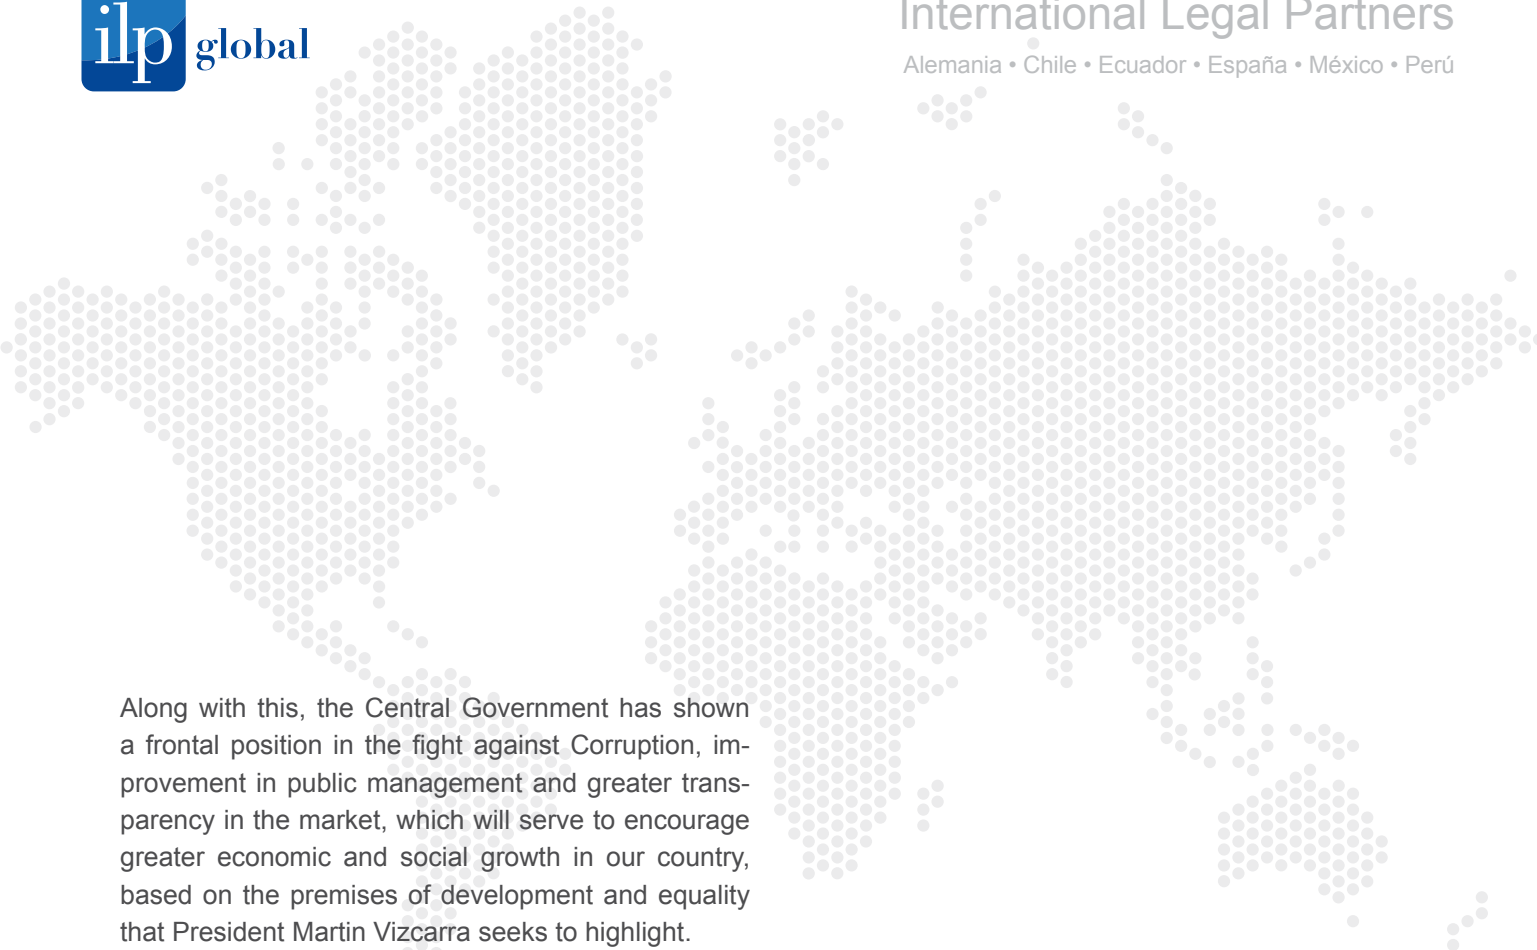 ilp global
International Legal Partners
Alemania • Chile • Ecuador • España • México • Perú
Along with this, the Central Government has shown
a frontal position in the fight against Corruption, im-
provement in public management and greater trans-
parency in the market, which will serve to encourage
greater economic and social growth in our country,
based on the premises of development and equality
that President Martin Vizcarra seeks to highlight.